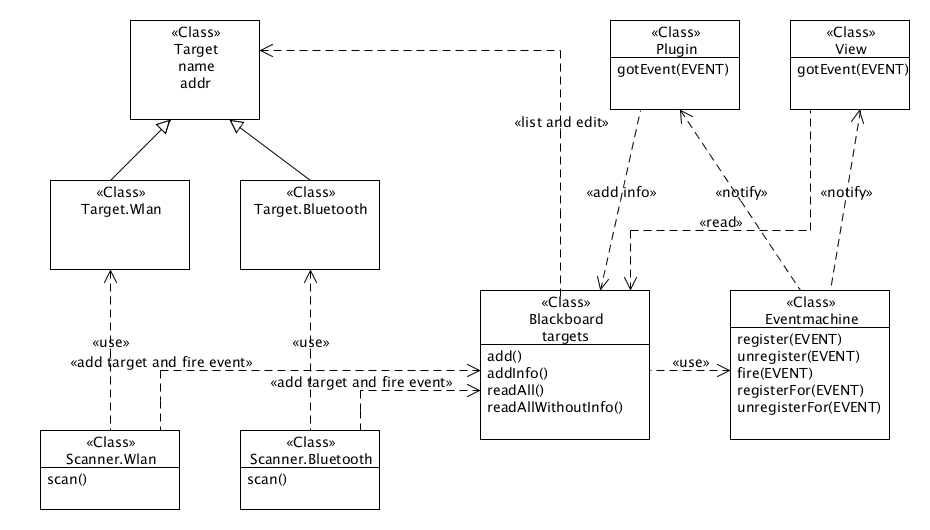 «Class»
Target
name
addr
«Class»
Plugin
gotEvent(EVENT)
«Class»
View
gotEvent(EVENT)
«list and edit»
«Class»
Target.Wlan
«Class»
Target.Bluetooth
«add info»
«notify»
«notify»
«read»
«Class»
Blackboard
targets
add()
addInfo()
readAll()
readAllWithoutInfo()
«Class»
Eventmachine
register(EVENT)
unregister(EVENT)
fire(EVENT)
registerFor(EVENT)
unregisterFor(EVENT)
«use»
«use»
«use»
«add target and fire event»
«add target and fire event»
«Class»
Scanner.Wlan
scan()
«Class»
Scanner.Bluetooth
scan()